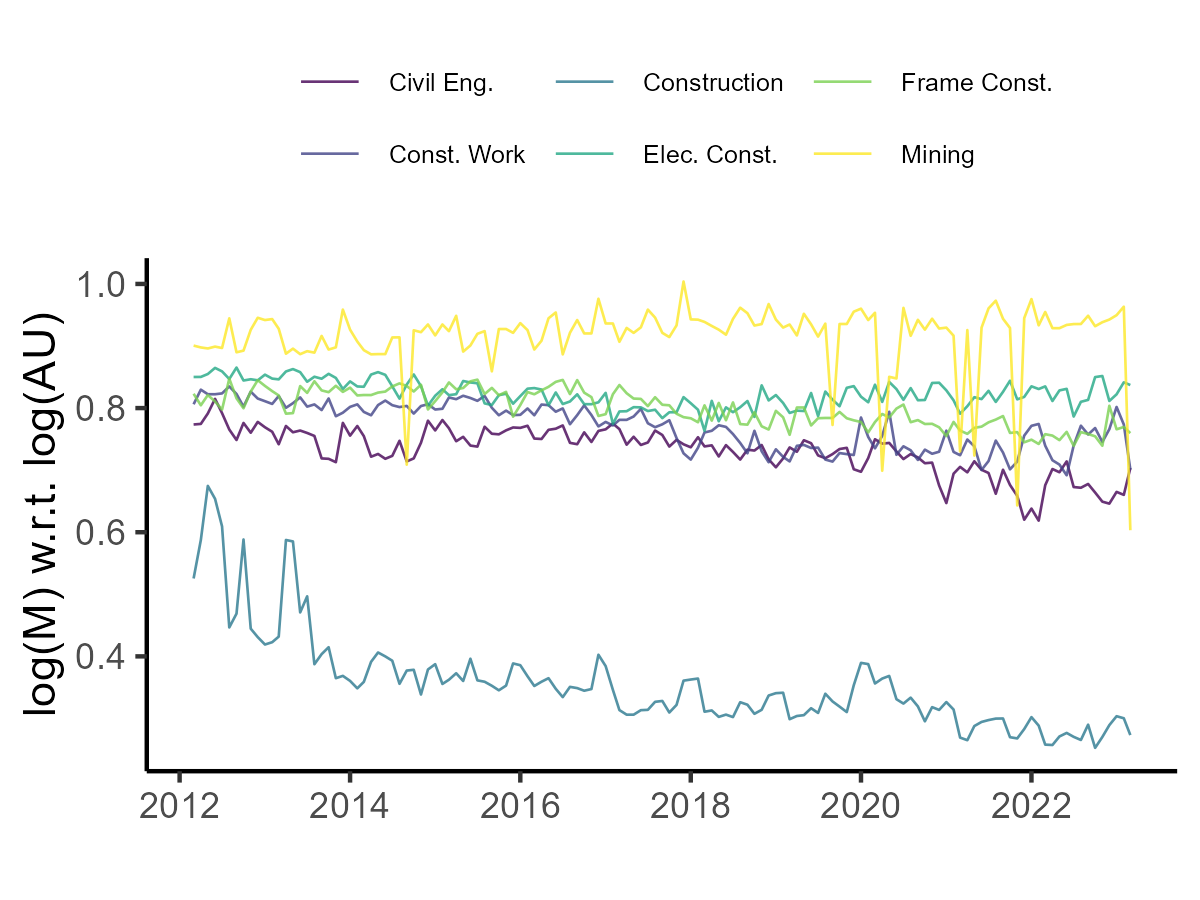 Civil Eng.
Construction
Frame Const.
Const. Work
Elec. Const.
Mining
log(M) w.r.t. log(AU)
1.0
0.8
0.6
0.4
2012
2014
2016
2018
2020
2022